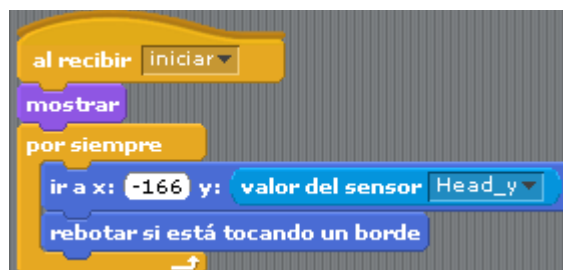 al recibir iniciar
mostrar
por siempre
ir a x: -166 y: valor del sensor Head_y
rebotar si está tocando un borde